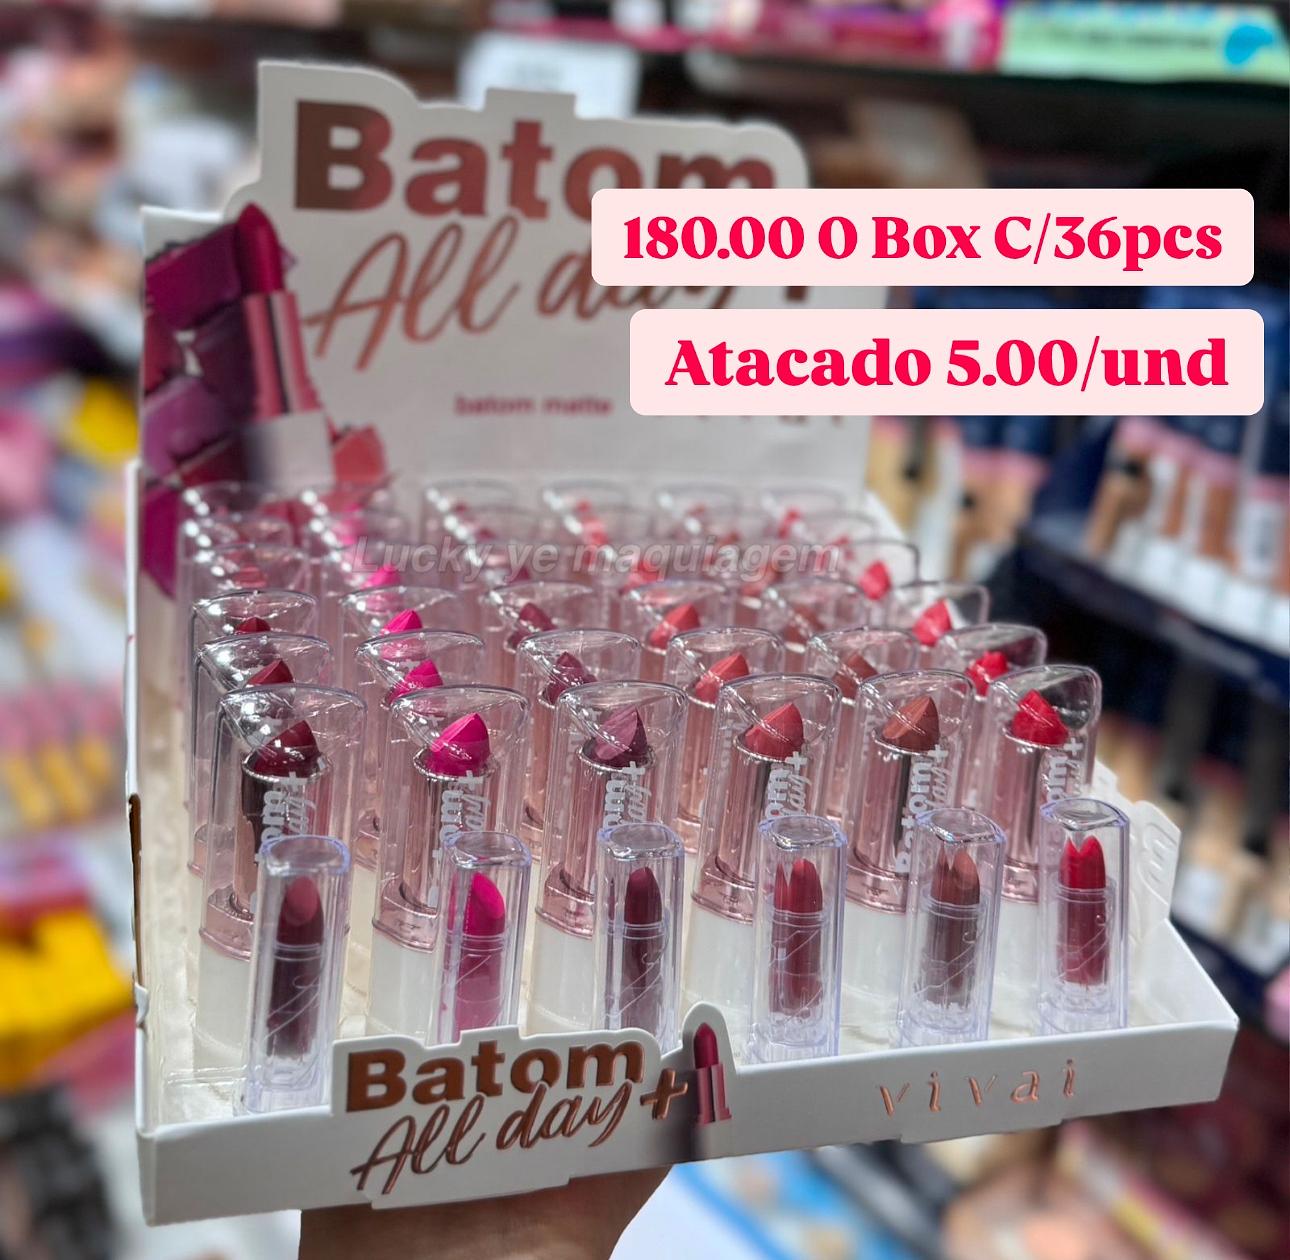 Batom
180.00 O Box C/36pcs
All day +
Atacado 5.00/und
batom matte
Lucky ye maquiagem
Batom
All day +
vivai